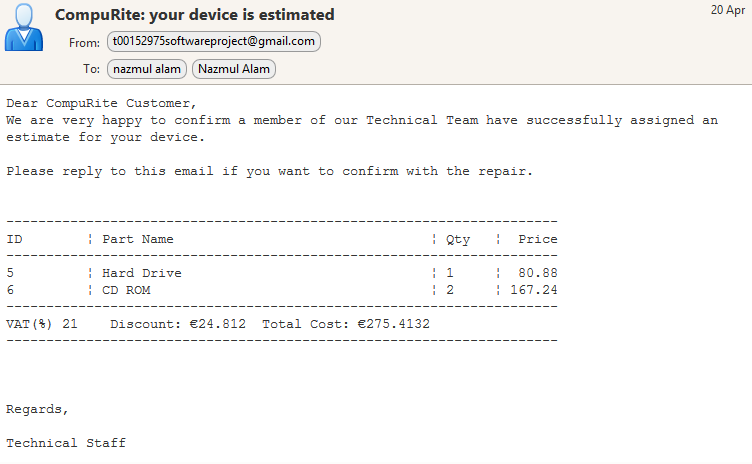 CompuRite: your device is estimated
20 Apr
From: t00152975softwareproject@gmail.com
To: nazmul alam Nazmul Alam
Dear CompuRite Customer,
We are very happy to confirm a member of our Technical Team have successfully assigned an
estimate for your device.
Please reply to this email if you want to confirm with the repair.
---------------------------------------------------------------------
ID ¦ Part Name ¦ Qty ¦ Price
---------------------------------------------------------------------
5 ¦ Hard Drive ¦ 1 ¦ 80.88
6 ¦ CD ROM ¦ 2 ¦ 167.24
---------------------------------------------------------------------
VAT(%) 21 Discount: €24.812 Total Cost: €275.4132
---------------------------------------------------------------------
Regards,
Technical Staff